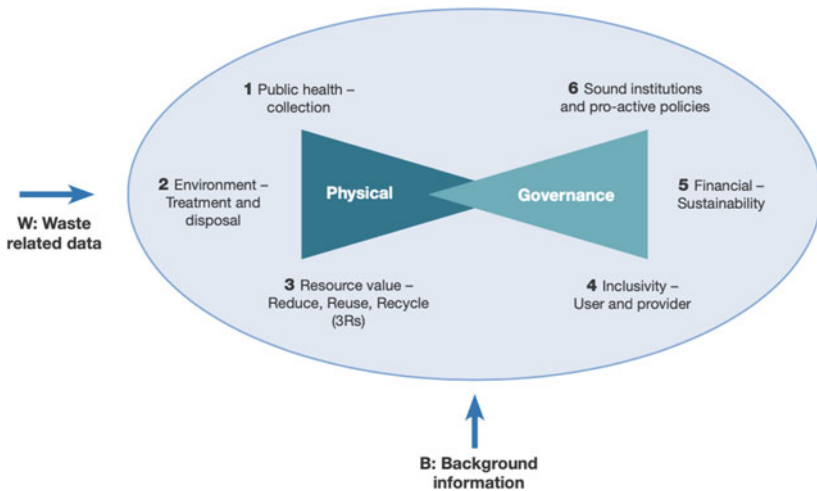 1 Public health –
collection
6 Sound institutions
and pro-active policies
2 Environment –
Treatment and
disposal
Physical
Governance
5 Financial –
Sustainability
W: Waste
related data
3 Resource value –
Reduce, Reuse, Recycle
(3Rs)
4 Inclusivity –
User and provider
B: Background
information